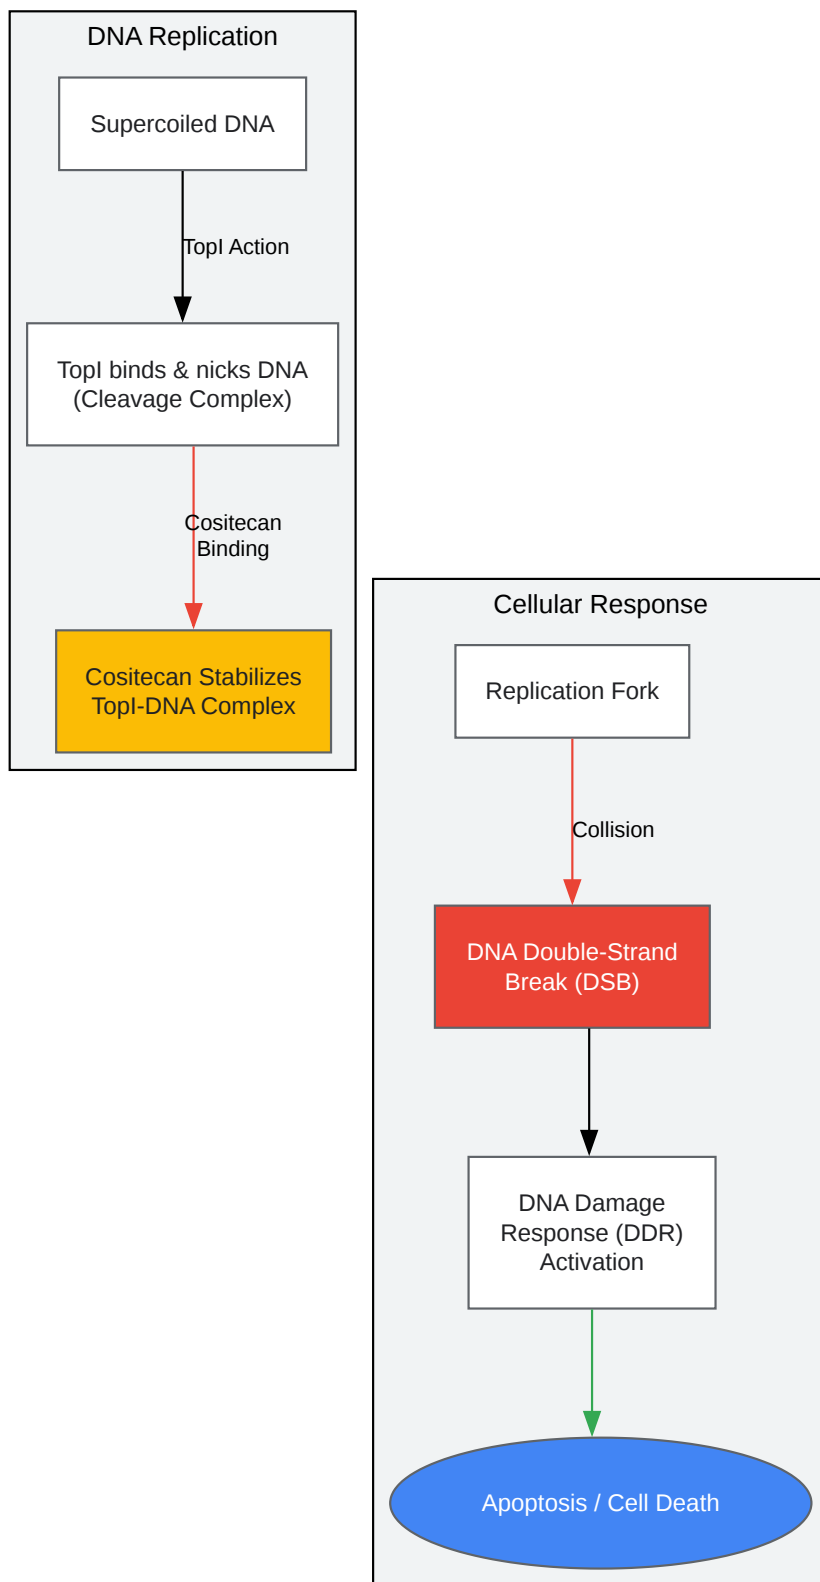 DNA Replication
Supercoiled DNA
TopI Action
TopI binds & nicks DNA
(Cleavage Complex)
Cositecan
Binding
Cositecan Stabilizes
TopI-DNA Complex
Cellular Response
Replication Fork
Collision
DNA Double-Strand
Break (DSB)
DNA Damage
Response (DDR)
Activation
Apoptosis / Cell Death